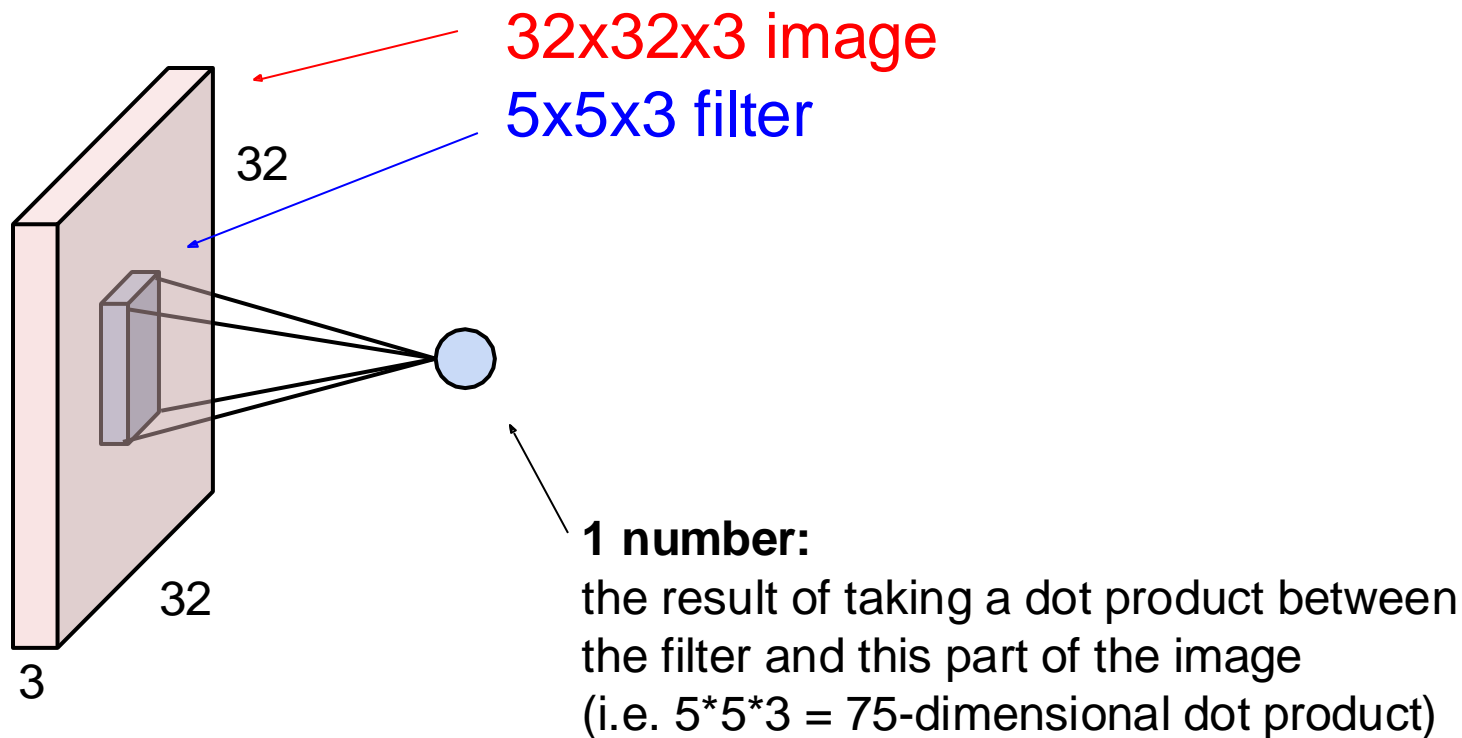 32x32x3 image
5x5x3 filter
32
32
3
1 number:
the result of taking a dot product between
the filter and this part of the image
(i.e. 5*5*3 = 75-dimensional dot product)